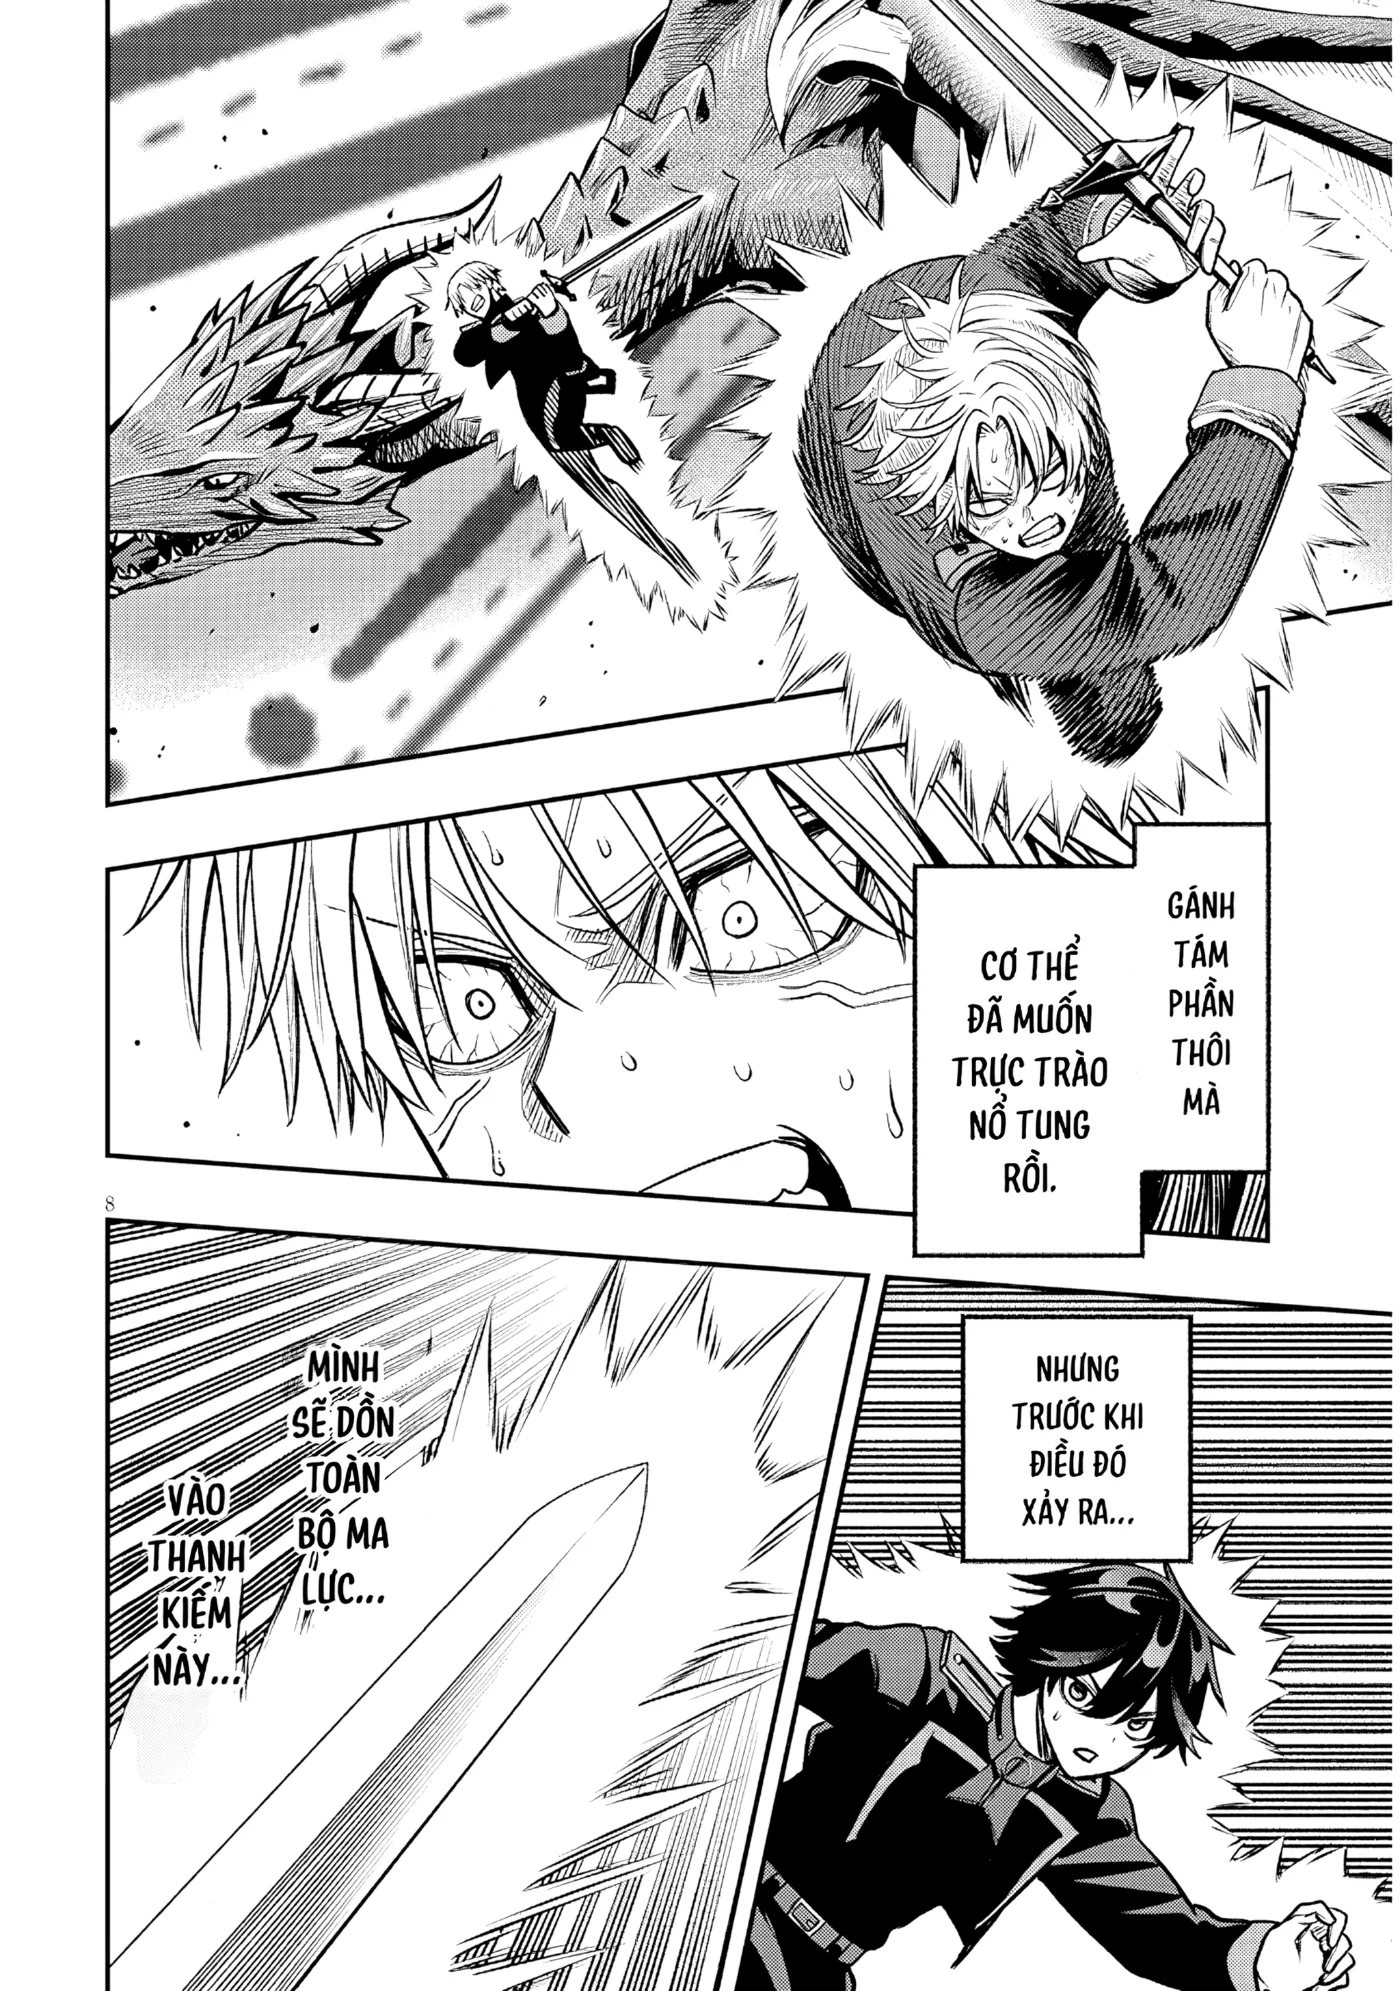 GÁNH
TÁM
PHẦN
THÔI
MÀ
CƠ THỂ
ĐÃ MUỐN
TRỰC TRÀO
NỔ TUNG
RỒI.
8
NHƯNG
TRƯỚC KHI
ĐIỀU ĐÓ
XẢY RA...
MÌNH
SẼ DỒN
TOÀN
BỘ MA
LỰC...
VÀO
THANH
KIẾM
NÀY...